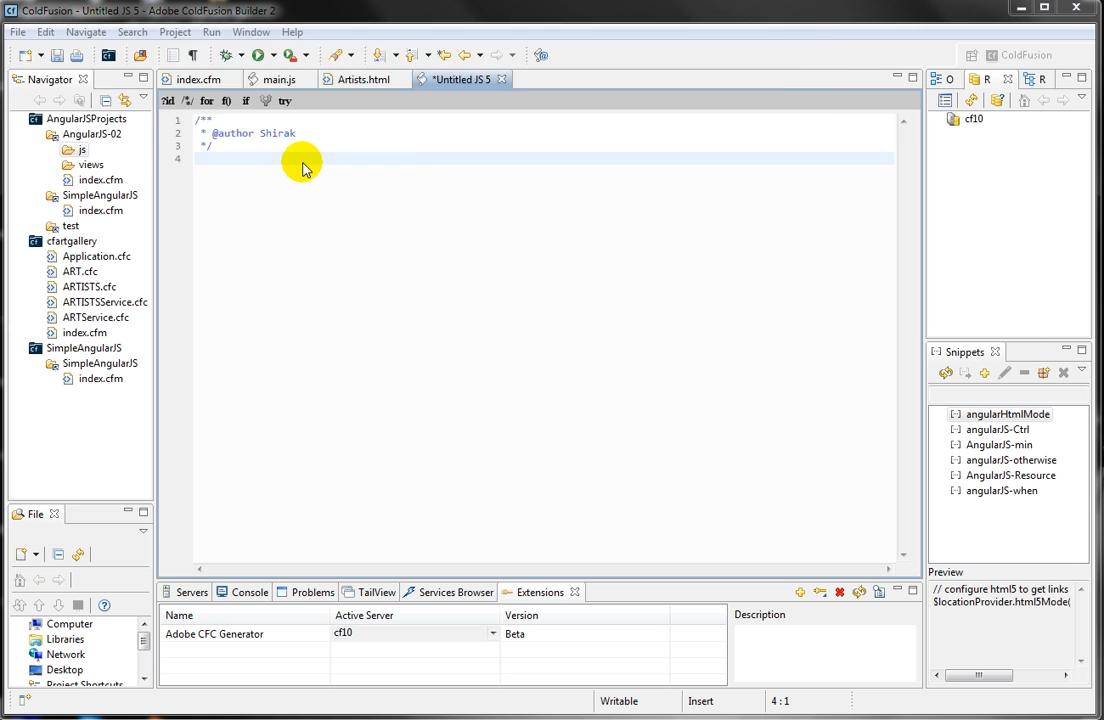 ColdFusion - Untitled JS 5 - Adobe ColdFusion Builder 2
File Edit Navigate Search Project Run Window Help
ColdFusion
Navigator
index.cfm
main.js
Artists.html
*Untitled JS 5
O
R
R
?id /*/ for f() if try
AngularJSProjects
AngularJS-02
js
views
index.cfm
SimpleAngularJS
index.cfm
test
cfartgallery
Application.cfc
ART.cfc
ARTISTS.cfc
ARTISTSService.cfc
ARTService.cfc
index.cfm
SimpleAngularJS
SimpleAngularJS
index.cfm
1 /**
2 * @author Shirak
3 */
4
cf10
Snippets
angularHtmlMode
angularJS-Ctrl
AngularJS-min
angularJS-otherwise
AngularJS-Resource
angularJS-when
Preview
// configure html5 to get links
$locationProvider.html5Mode(
File
Computer
Libraries
Network
Desktop
Project Shortcuts
Servers Console Problems TailView Services Browser Extensions
Name Active Server Version
Adobe CFC Generator cf10 Beta
Description
Writable Insert 4 : 1